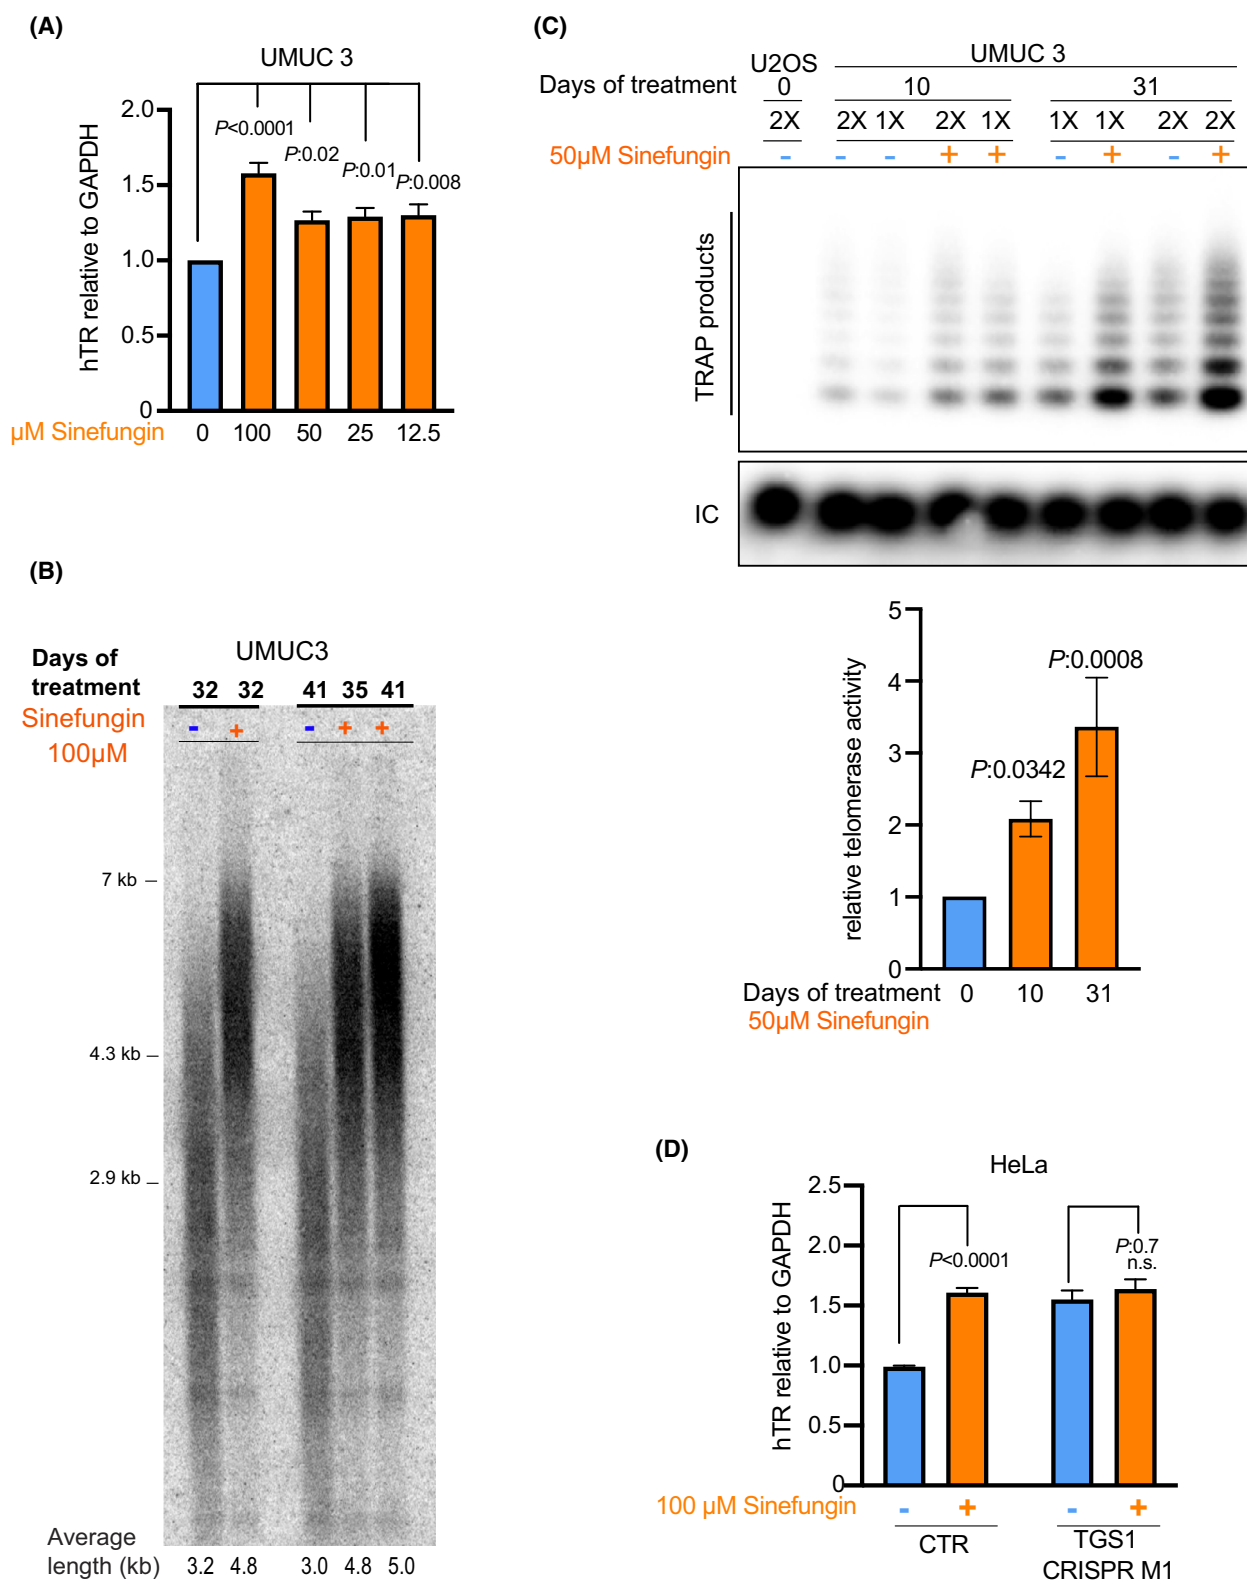 (A)
UMUC 3
hTR relative to GAPDH
2.0
1.5
1.0
0.5
0
P<0.0001
P:0.02
P:0.01
P:0.008
µM Sinefungin
0 100 50 25 12.5
(B)
UMUC3
Days of
treatment
32 32 41 35 41
Sinefungin
100µM
- + - + +
7 kb
4.3 kb
2.9 kb
Average
length (kb)
3.2 4.8 3.0 4.8 5.0
(C)
U2OS UMUC 3
Days of treatment 0 10 31
2X 2X 1X 2X 1X 1X 1X 2X 2X
50µM Sinefungin - - - + + - + - +
TRAP products
IC
relative telomerase activity
5
4
3
2
1
0
P:0.0342
P:0.0008
Days of treatment 0 10 31
50µM Sinefungin
(D)
HeLa
hTR relative to GAPDH
2.5
2.0
1.5
1.0
0.5
0
P<0.0001
P:0.7
n.s.
100 µM Sinefungin - + - +
CTR
TGS1
CRISPR M1